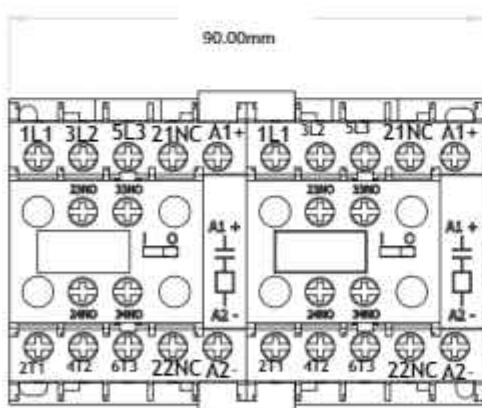 90.00mm
1L1 3L2 5L3 21NC A1+ 1L1 3L2 5L3 21NC A1+
23NO 33NO 23NO 33NO
I O A1 + I O A1 +
24NO 34NO A2 - 24NO 34NO A2 -
2T1 4T2 6T3 22NC A2- 2T1 4T2 6T3 22NC A2-